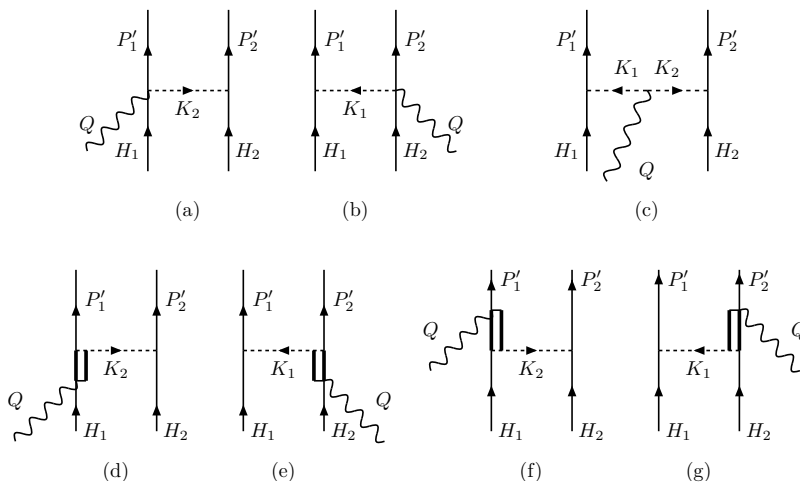 P′₁ P′₂ P′₁ P′₂ P′₁ P′₂
K₁ K₂
K₂ K₁
Q H₁ H₂ H₁ H₂ Q H₁ Q H₂
(a) (b) (c)
P′₁ P′₂ P′₁ P′₂ P′₁ P′₂ P′₁ P′₂
Q Q
K₂ K₁ K₂ K₁
Q Q
H₁ H₂ H₁ H₂ H₁ H₂ H₁ H₂
(d) (e) (f) (g)